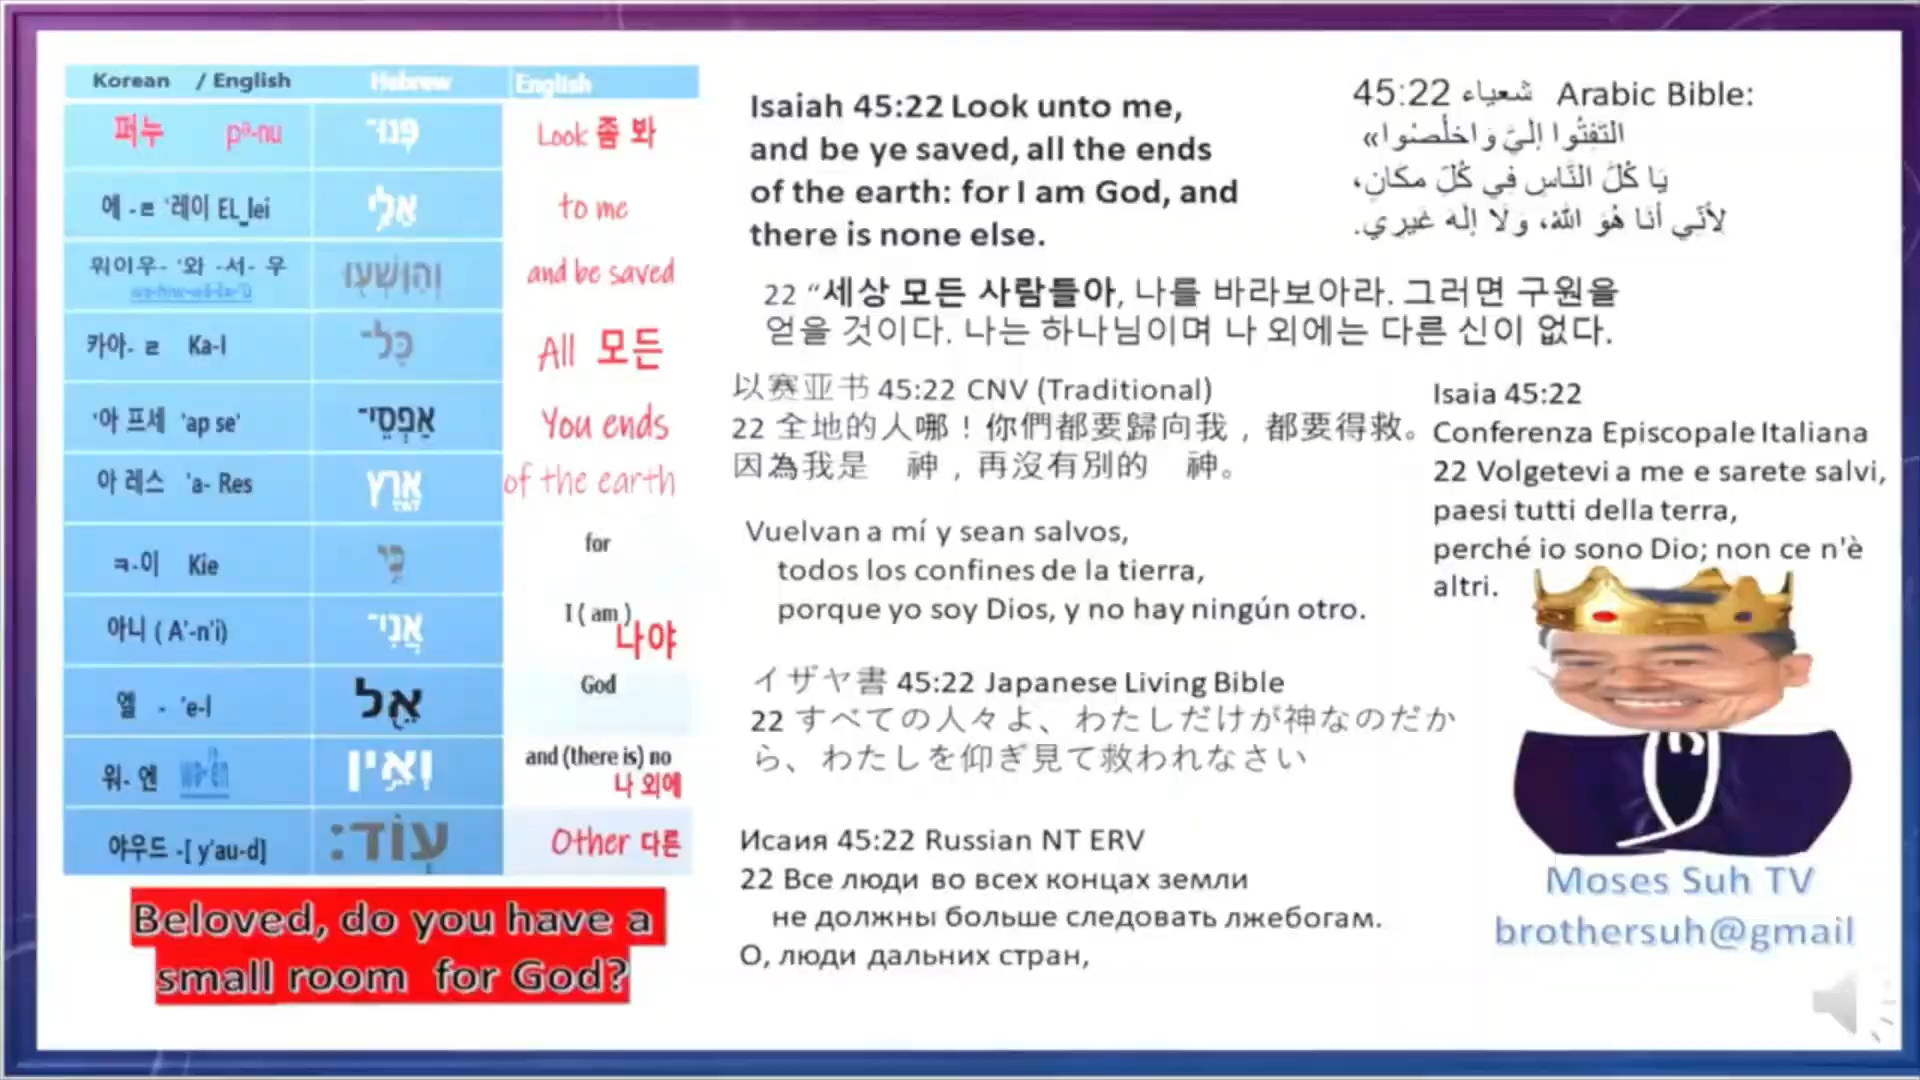 Korean / English Hebrew English
퍼누 pᵊ-nu פְּנוּ־ Look 좀 봐
에 -ㄹ '레이 EL_lei אֵלַי to me
워이우- '와 -서- 우 וְהִוָּשְׁעוּ and be saved
카아- ㄹ Ka-l כָּל־ All 모든
'아 프세 'ap se' אַפְסֵי־ You ends
아 레스 'a- Res אָרֶץ of the earth
ㅋ-이 Kie כִּי for
아니 ( A'-n'i) אֲנִי־ I ( am ) 나야
엘 - 'e-l אֵל God
워- 엔 wə-'ên וְאֵין and (there is) no 나 외에
야우드 -[ y'au-d] עוֹד׃ Other 다른
Beloved, do you have a
small room for God?
Isaiah 45:22 Look unto me,
and be ye saved, all the ends
of the earth: for I am God, and
there is none else.
45:22 شعياء Arabic Bible:
التَفِتُوا إلَيَّ وَاخلُصُوا»
يَا كُلَّ النَّاسِ فِي كُلِّ مكَانٍ،
لِأنِّي أنَا هُوَ اللهُ، وَلَا إلَهَ غَيرِي.
22 “세상 모든 사람들아, 나를 바라보아라. 그러면 구원을
얻을 것이다. 나는 하나님이며 나 외에는 다른 신이 없다.
以赛亚书 45:22 CNV (Traditional)
22 全地的人哪！你們都要歸向我，都要得救。
因為我是　神，再沒有別的　神。
Isaia 45:22
Conferenza Episcopale Italiana
22 Volgetevi a me e sarete salvi,
paesi tutti della terra,
perché io sono Dio; non ce n'è
altri.
Vuelvan a mí y sean salvos,
todos los confines de la tierra,
porque yo soy Dios, y no hay ningún otro.
イザヤ書 45:22 Japanese Living Bible
22 すべての人々よ、わたしだけが神なのだか
ら、わたしを仰ぎ見て救われなさい
Исаия 45:22 Russian NT ERV
22 Все люди во всех концах земли
не должны больше следовать лжебогам.
О, люди дальних стран,
Moses Suh TV
brothersuh@gmail